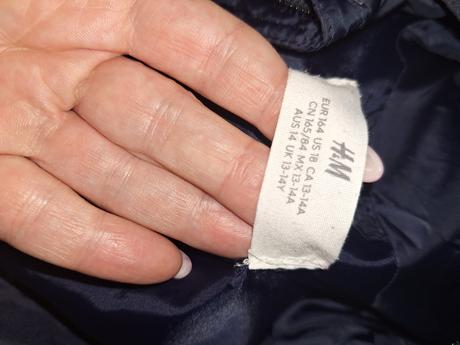 H&M
EUR 164 US 18 CA 13-14A
CN 165/84 MX 13-14A
AUS 14 UK 13-14Y